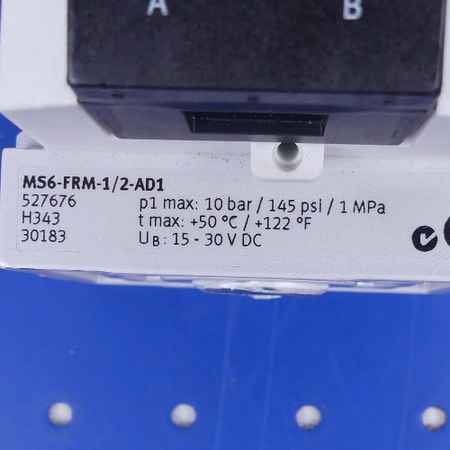 A B
MS6-FRM-1/2-AD1
527676 p1 max: 10 bar / 145 psi / 1 MPa
H343 t max: +50 °C / +122 °F
30183 UB: 15 - 30 V DC